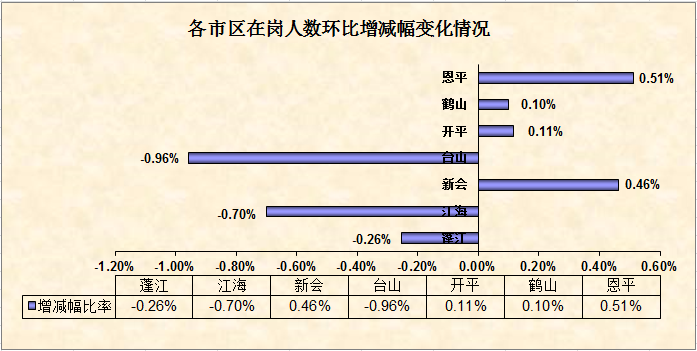 各市区在岗人数环比增减幅变化情况
恩平 0.51%
鹤山 0.10%
开平 0.11%
-0.96% 台山
新会 0.46%
-0.70% 江海
-0.26% 蓬江
-1.20% -1.00% -0.80% -0.60% -0.40% -0.20% 0.00% 0.20% 0.40% 0.60%
蓬江 江海 新会 台山 开平 鹤山 恩平
增减幅比率 -0.26% -0.70% 0.46% -0.96% 0.11% 0.10% 0.51%